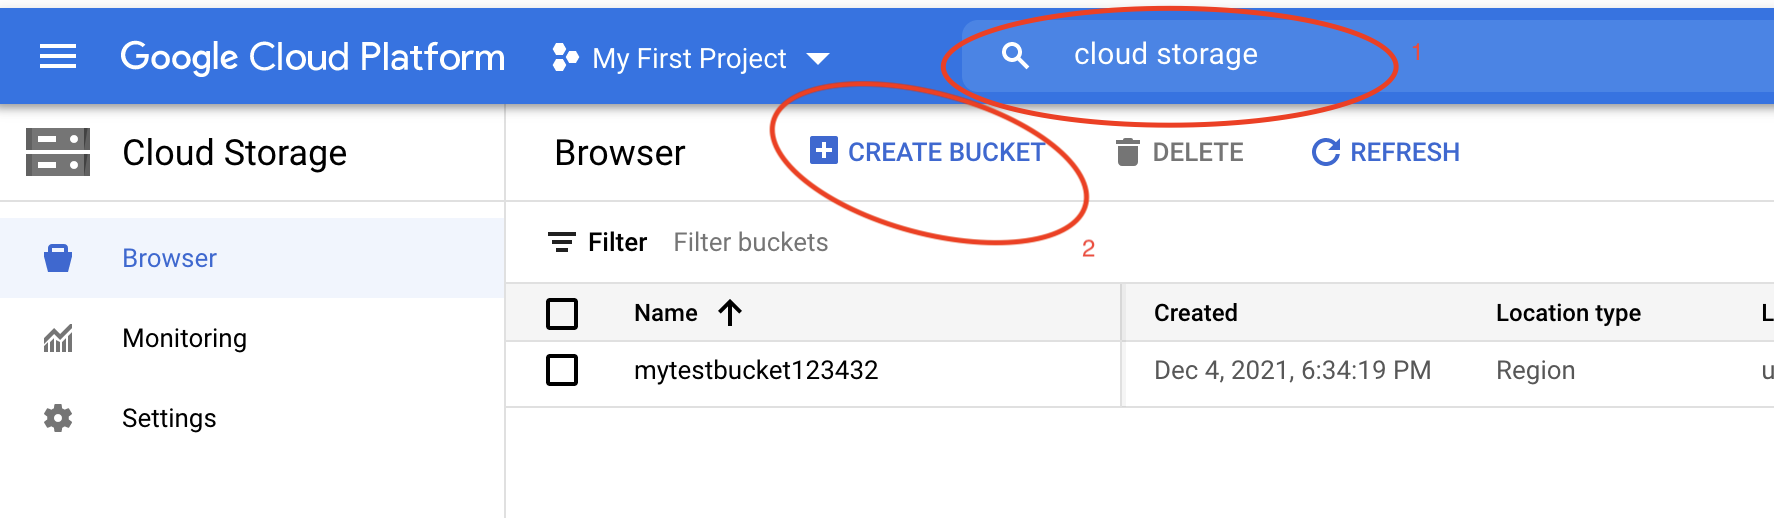 Google Cloud Platform My First Project cloud storage 1
Cloud Storage Browser CREATE BUCKET DELETE REFRESH
Browser Filter Filter buckets 2
Name Created Location type L
Monitoring
mytestbucket123432 Dec 4, 2021, 6:34:19 PM Region u
Settings